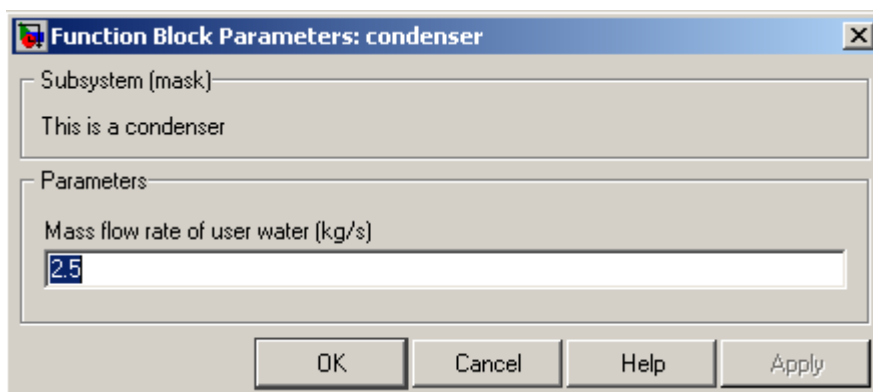 Function Block Parameters: condenser
Subsystem (mask)
This is a condenser
Parameters
Mass flow rate of user water (kg/s)
2.5
OK Cancel Help Apply